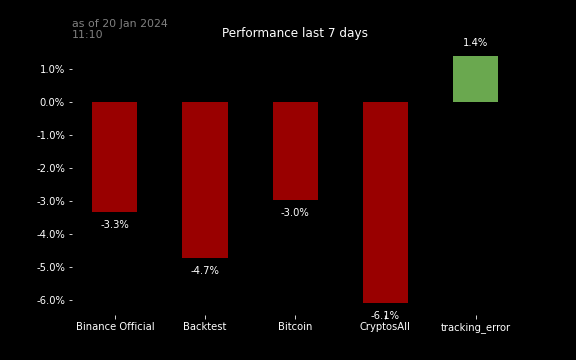 as of 20 Jan 2024
11:10
Performance last 7 days
1.4%
1.0%
0.0%
-1.0%
-2.0%
-3.0%
-4.0%
-5.0%
-6.0%
-3.3%
-4.7%
-3.0%
-6.1%
Binance Official
Backtest
Bitcoin
CryptosAll
tracking_error